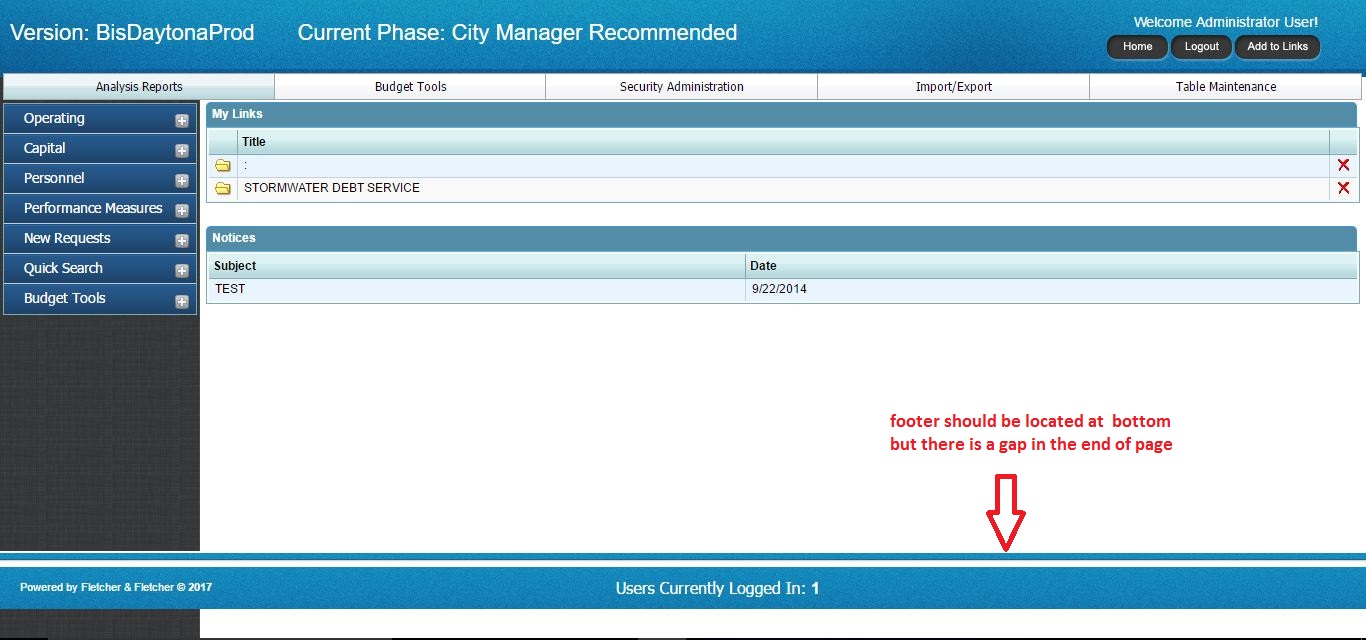 Version: BisDaytonaProd Current Phase: City Manager Recommended
Welcome Administrator User!
Home Logout Add to Links
Analysis Reports Budget Tools Security Administration Import/Export Table Maintenance
Operating
Capital
Personnel
Performance Measures
New Requests
Quick Search
Budget Tools
My Links
Title
:
STORMWATER DEBT SERVICE
Notices
Subject Date
TEST 9/22/2014
footer should be located at bottom
but there is a gap in the end of page
Powered by Fletcher & Fletcher © 2017 Users Currently Logged In: 1